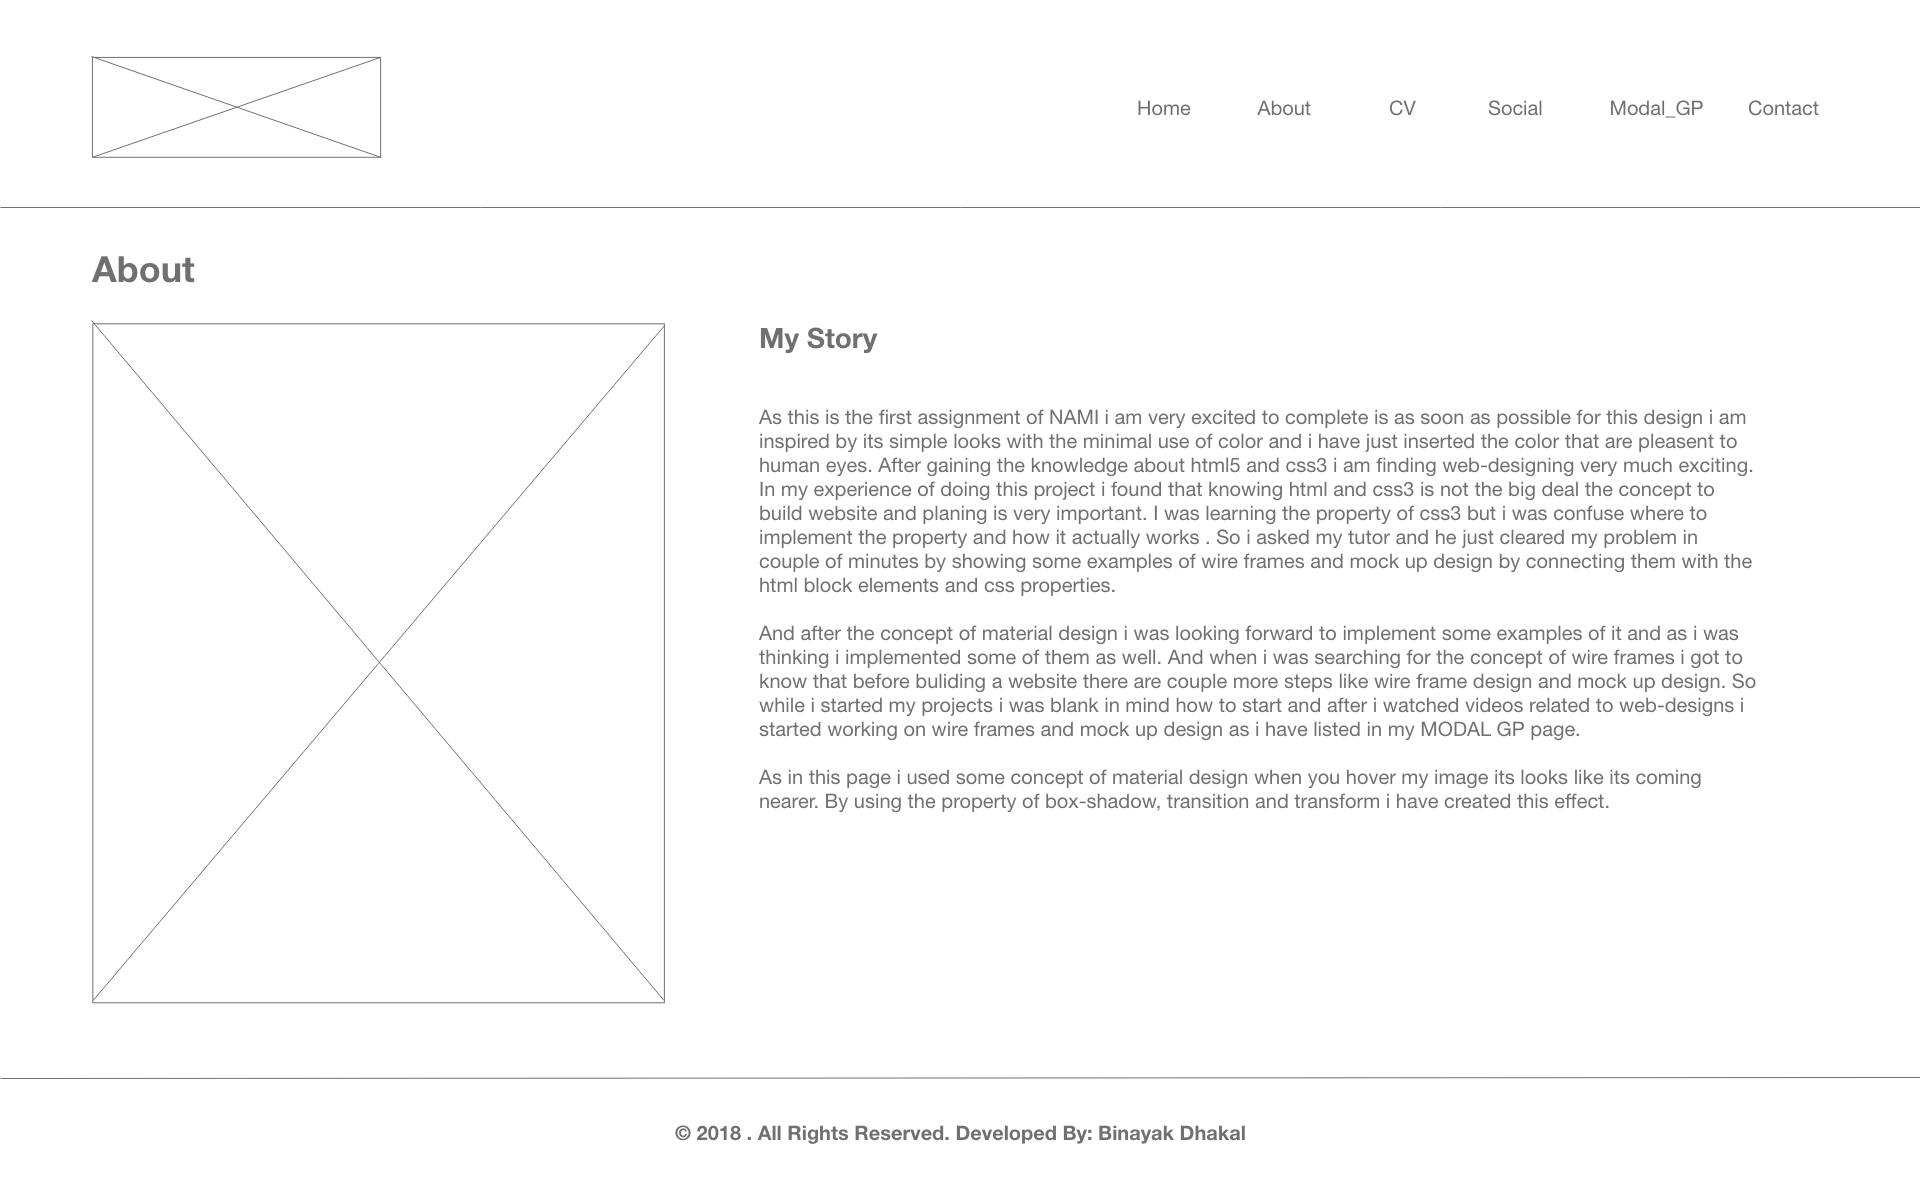 Home About CV Social Modal_GP Contact
About
My Story
As this is the first assignment of NAMI i am very excited to complete is as soon as possible for this design i am
inspired by its simple looks with the minimal use of color and i have just inserted the color that are pleasent to
human eyes. After gaining the knowledge about html5 and css3 i am finding web-designing very much exciting.
In my experience of doing this project i found that knowing html and css3 is not the big deal the concept to
build website and planing is very important. I was learning the property of css3 but i was confuse where to
implement the property and how it actually works . So i asked my tutor and he just cleared my problem in
couple of minutes by showing some examples of wire frames and mock up design by connecting them with the
html block elements and css properties.
And after the concept of material design i was looking forward to implement some examples of it and as i was
thinking i implemented some of them as well. And when i was searching for the concept of wire frames i got to
know that before buliding a website there are couple more steps like wire frame design and mock up design. So
while i started my projects i was blank in mind how to start and after i watched videos related to web-designs i
started working on wire frames and mock up design as i have listed in my MODAL GP page.
As in this page i used some concept of material design when you hover my image its looks like its coming
nearer. By using the property of box-shadow, transition and transform i have created this effect.
© 2018 . All Rights Reserved. Developed By: Binayak Dhakal